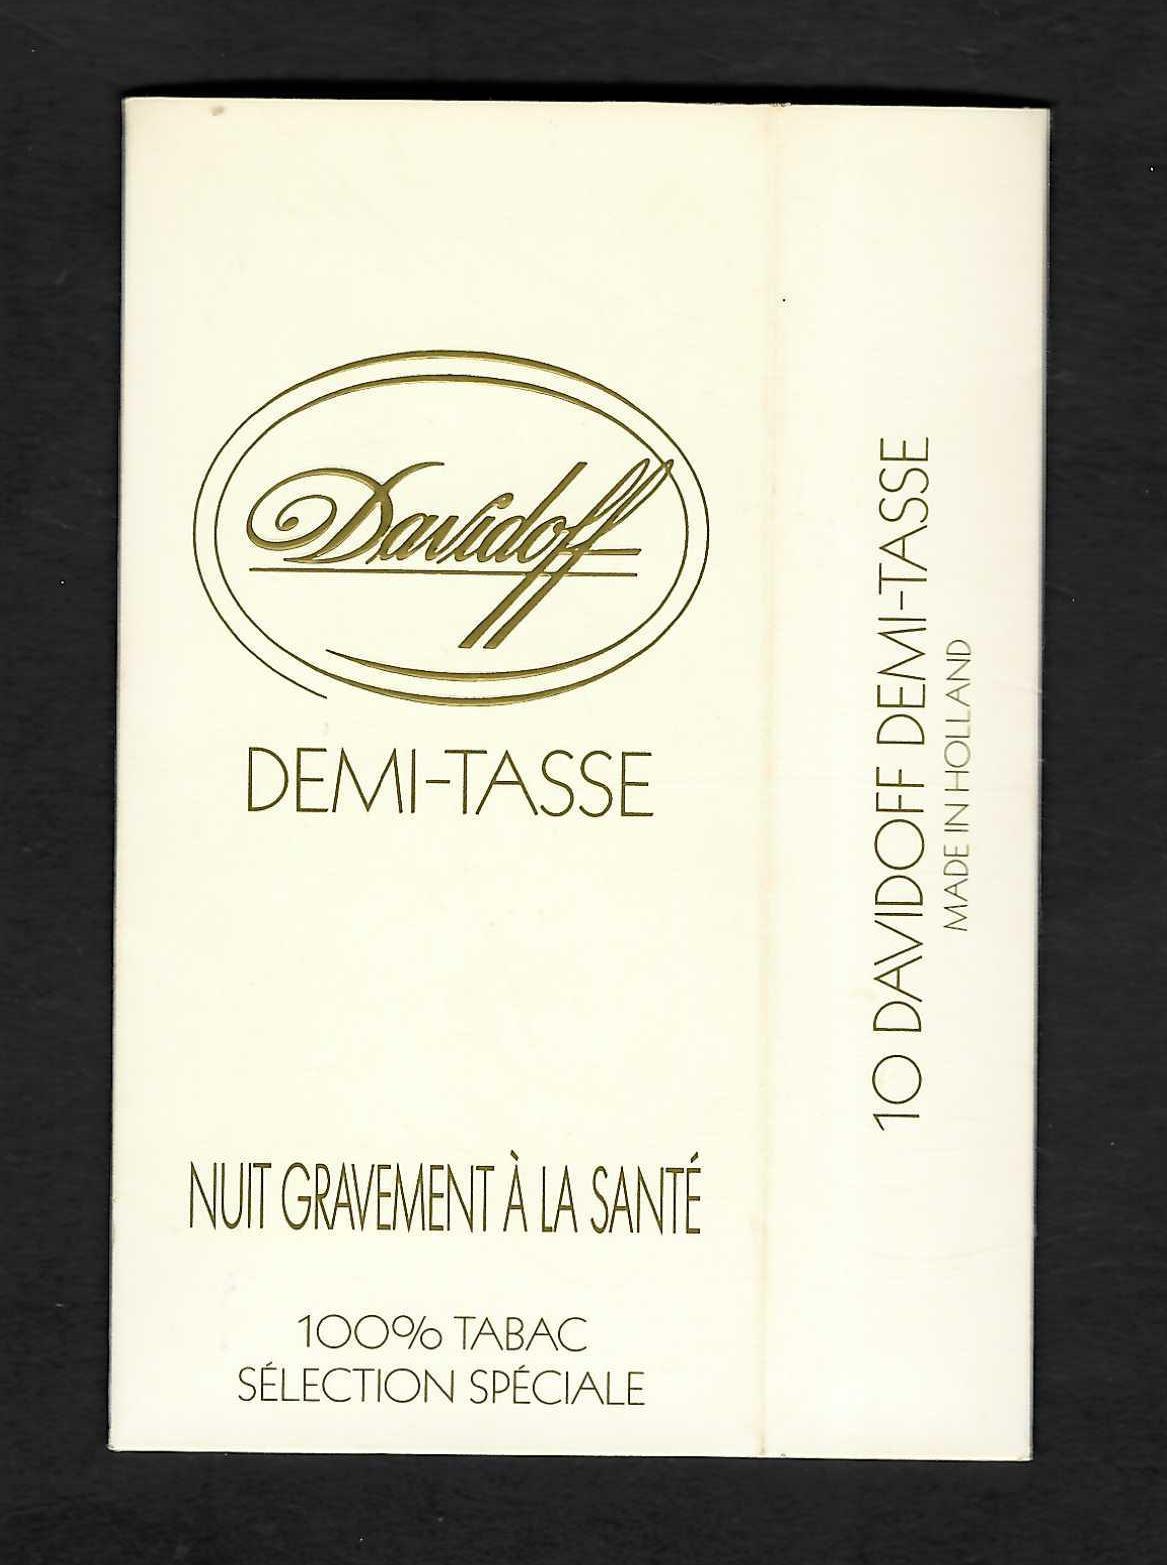 Davidoff
DEMI-TASSE
NUIT GRAVEMENT À LA SANTÉ
100% TABAC
SÉLECTION SPÉCIALE
10 DAVIDOFF DEMI-TASSE
MADE IN HOLLAND